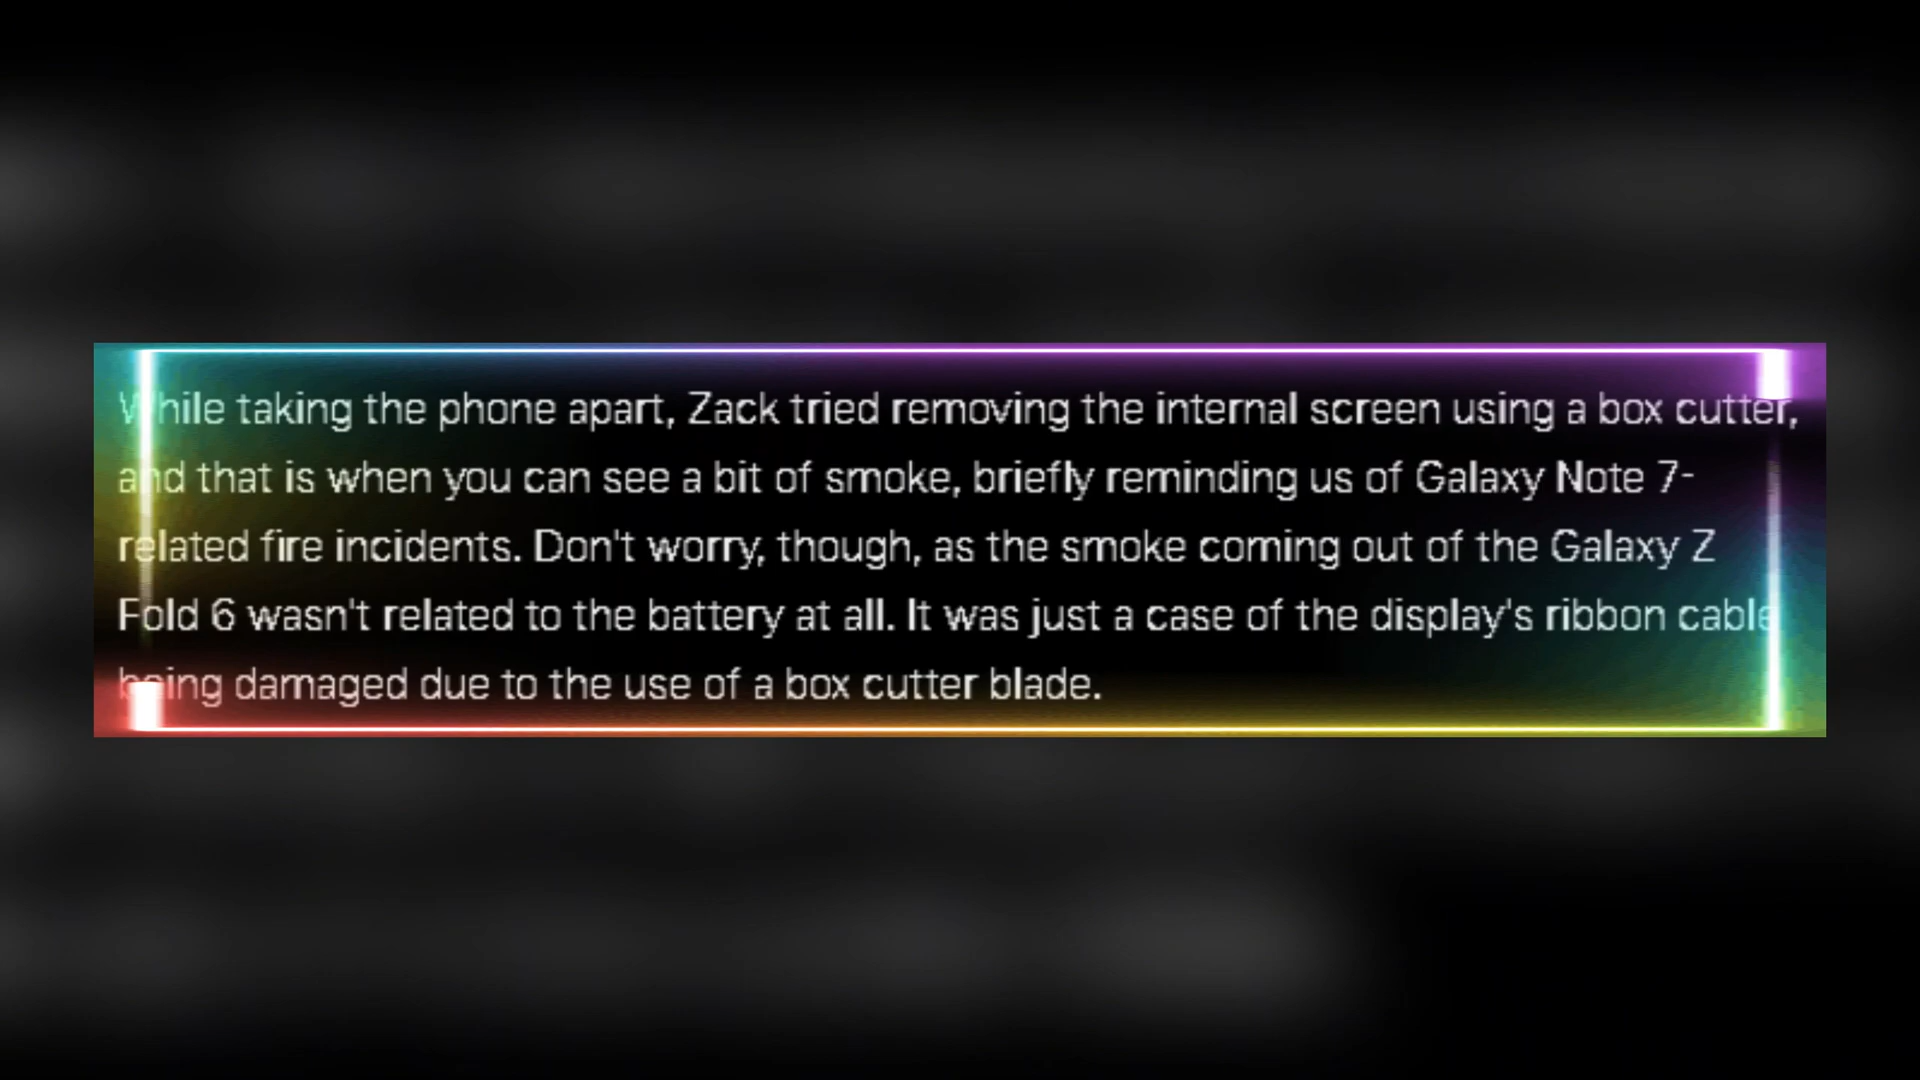 While taking the phone apart, Zack tried removing the internal screen using a box cutter,
and that is when you can see a bit of smoke, briefly reminding us of Galaxy Note 7-
related fire incidents. Don't worry, though, as the smoke coming out of the Galaxy Z
Fold 6 wasn't related to the battery at all. It was just a case of the display's ribbon cable
being damaged due to the use of a box cutter blade.